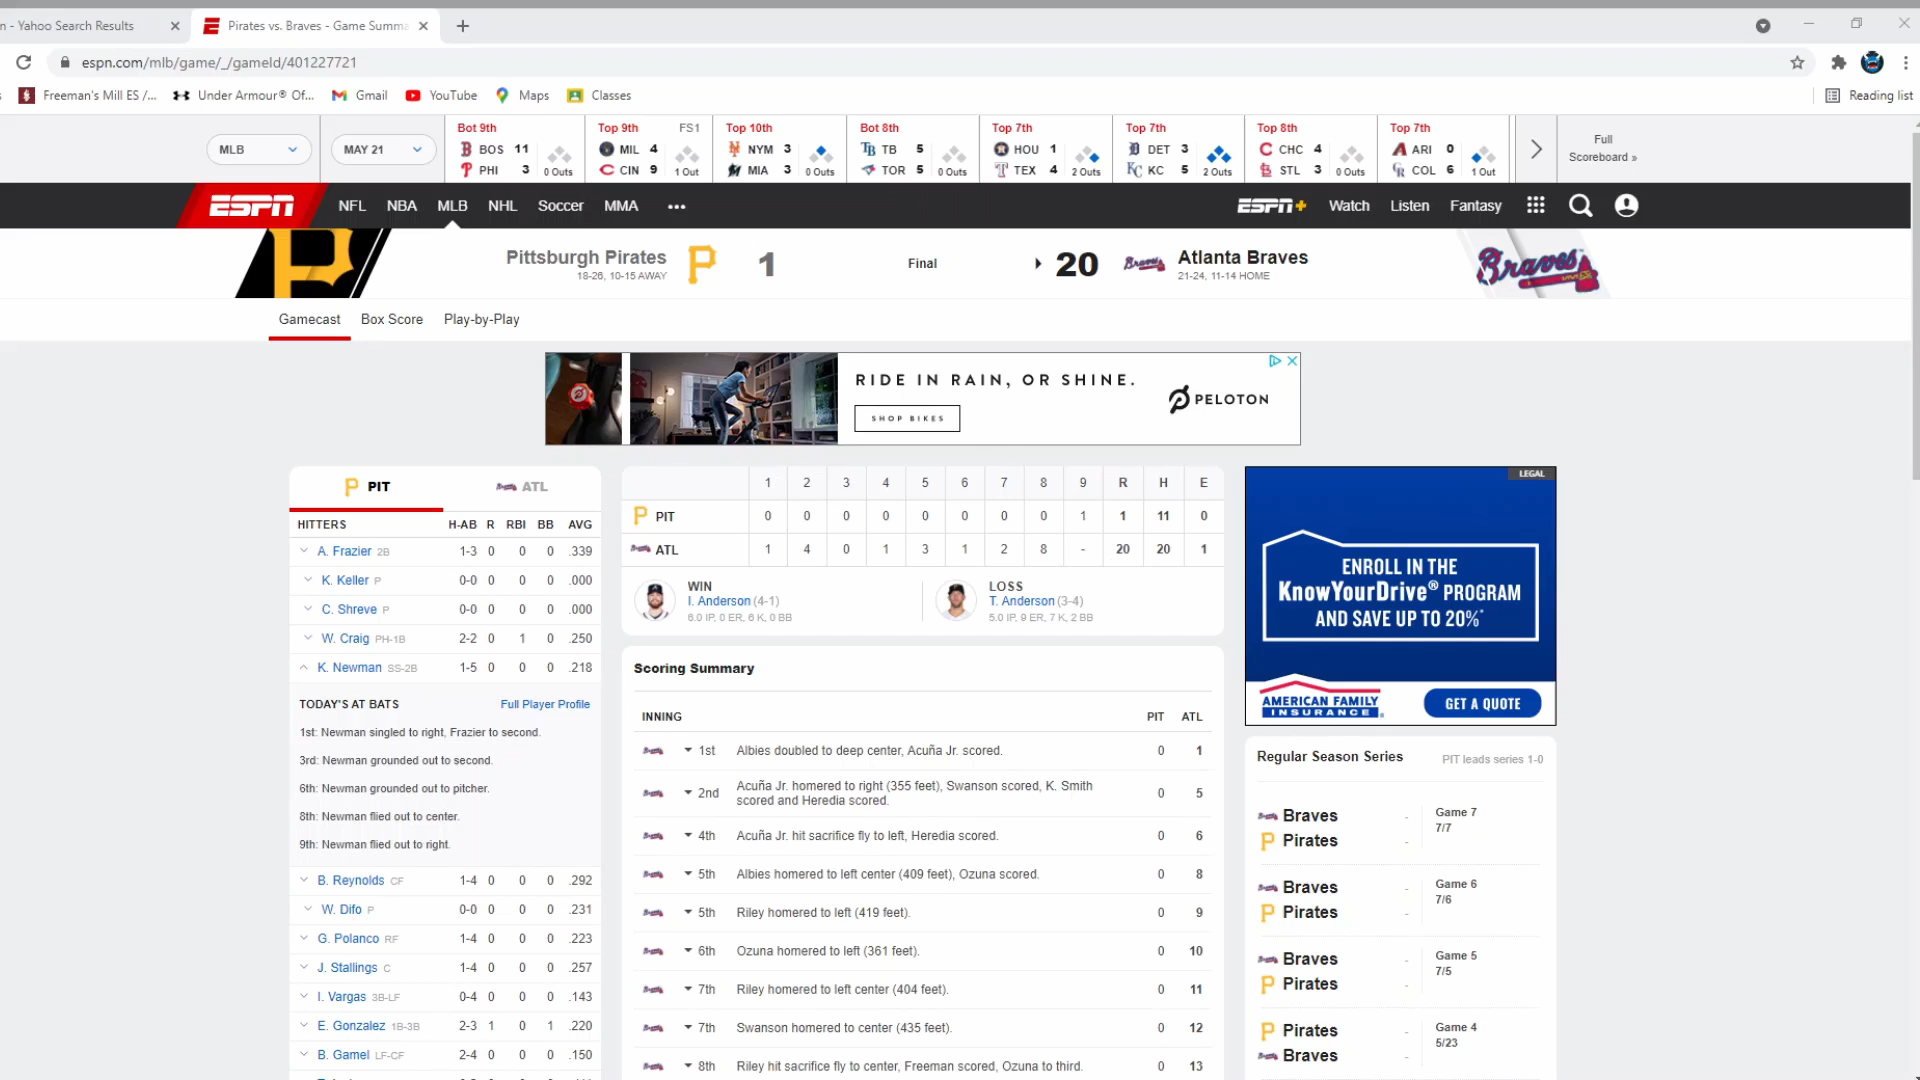 n - Yahoo Search Results
Pirates vs. Braves - Game Summa
espn.com/mlb/game/_/gameId/401227721
s
Freeman's Mill ES /...
Under Armour® Of...
Gmail
YouTube
Maps
Classes
Reading list
MLB
MAY 21
Bot 9th
BOS 11
PHI 3 0 Outs
Top 9th FS1
MIL 4
CIN 9 1 Out
Top 10th
NYM 3
MIA 3 0 Outs
Bot 8th
TB 5
TOR 5 0 Outs
Top 7th
HOU 1
TEX 4 2 Outs
Top 7th
DET 3
KC 5 2 Outs
Top 8th
CHC 4
STL 3 0 Outs
Top 7th
ARI 0
COL 6 1 Out
Full
Scoreboard »
ESPN NFL NBA MLB NHL Soccer MMA ••• ESPN+ Watch Listen Fantasy
Pittsburgh Pirates P 1 Final 20 Braves Atlanta Braves
18-26, 10-15 AWAY
21-24, 11-14 HOME
P
Braves
Gamecast Box Score Play-by-Play
RIDE IN RAIN, OR SHINE.
SHOP BIKES
PELOTON
PIT ATL
HITTERS H-AB R RBI BB AVG
A. Frazier 2B 1-3 0 0 0 .339
K. Keller P 0-0 0 0 0 .000
C. Shreve P 0-0 0 0 0 .000
W. Craig PH-1B 2-2 0 1 0 .250
K. Newman SS-2B 1-5 0 0 0 .218
TODAY'S AT BATS Full Player Profile
1st: Newman singled to right, Frazier to second.
3rd: Newman grounded out to second.
6th: Newman grounded out to pitcher.
8th: Newman flied out to center.
9th: Newman flied out to right.
B. Reynolds CF 1-4 0 0 0 .292
W. Difo P 0-0 0 0 0 .231
G. Polanco RF 1-4 0 0 0 .223
J. Stallings C 1-4 0 0 0 .257
I. Vargas 3B-LF 0-4 0 0 0 .143
E. Gonzalez 1B-3B 2-3 1 0 1 .220
B. Gamel LF-CF 2-4 0 0 0 .150
1 2 3 4 5 6 7 8 9 R H E
PIT 0 0 0 0 0 0 0 0 1 1 11 0
ATL 1 4 0 1 3 1 2 8 - 20 20 1
WIN
I. Anderson (4-1)
6.0 IP, 0 ER, 6 K, 0 BB
LOSS
T. Anderson (3-4)
5.0 IP, 9 ER, 7 K, 2 BB
Scoring Summary
INNING PIT ATL
1st Albies doubled to deep center, Acuña Jr. scored. 0 1
2nd Acuña Jr. homered to right (355 feet), Swanson scored, K. Smith
scored and Heredia scored. 0 5
4th Acuña Jr. hit sacrifice fly to left, Heredia scored. 0 6
5th Albies homered to left center (409 feet), Ozuna scored. 0 8
5th Riley homered to left (419 feet). 0 9
6th Ozuna homered to left (361 feet). 0 10
7th Riley homered to left center (404 feet). 0 11
7th Swanson homered to center (435 feet). 0 12
8th Riley hit sacrifice fly to center, Freeman scored, Ozuna to third. 0 13
LEGAL
ENROLL IN THE
KnowYourDrive® PROGRAM
AND SAVE UP TO 20%*
AMERICAN FAMILY
INSURANCE
GET A QUOTE
Regular Season Series PIT leads series 1-0
Braves - Game 7
Pirates - 7/7
Braves - Game 6
Pirates - 7/6
Braves - Game 5
Pirates - 7/5
Pirates - Game 4
Braves - 5/23